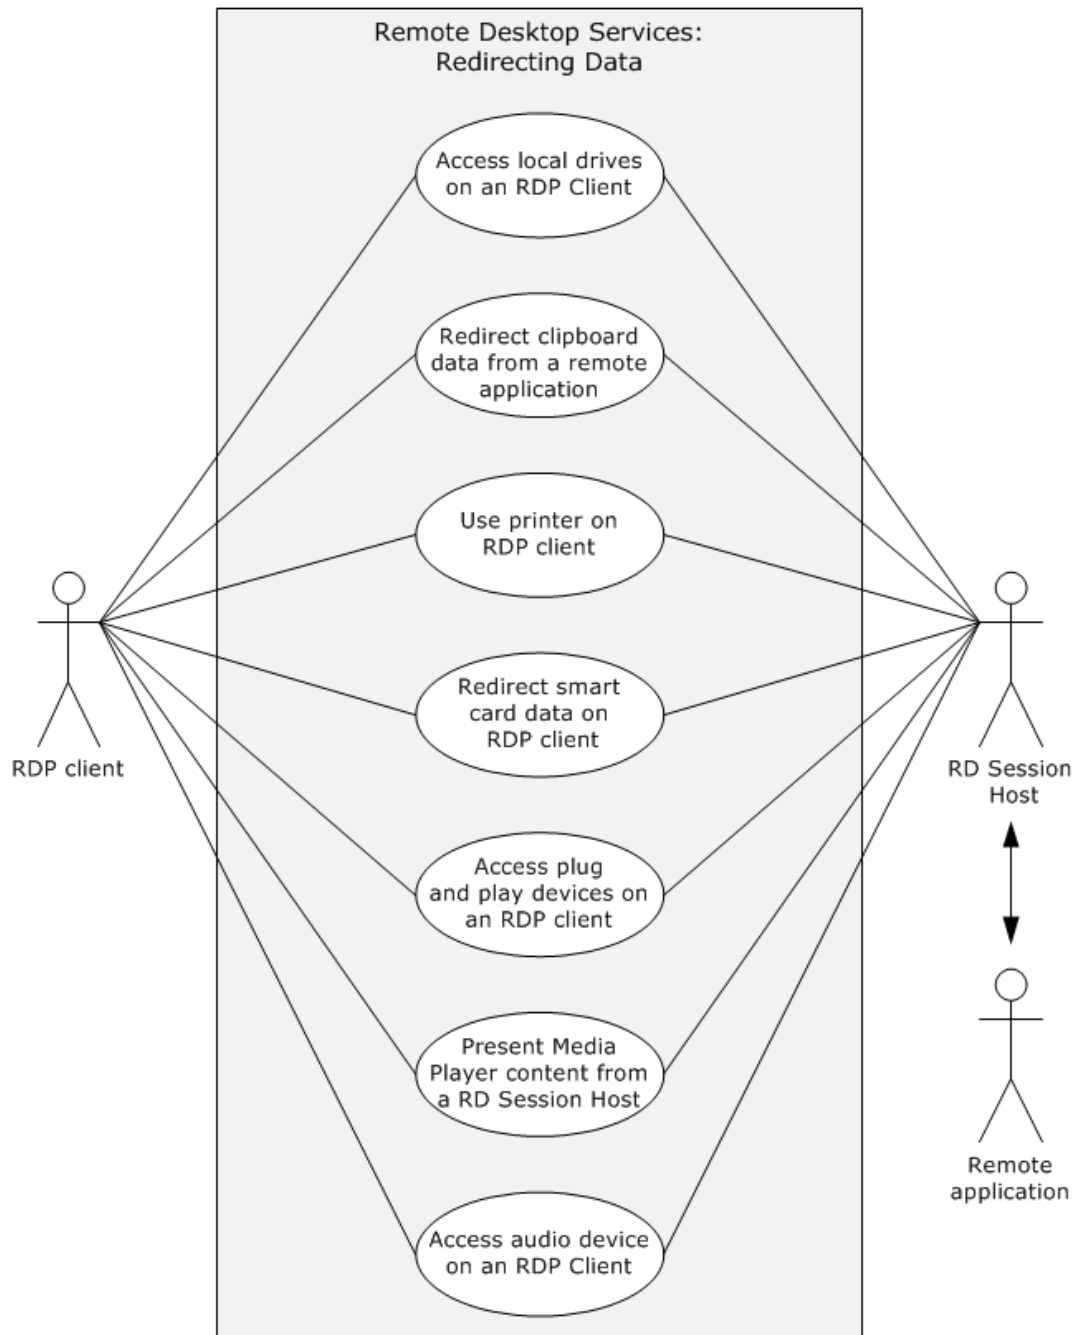 Remote Desktop Services:
Redirecting Data
Access local drives
on an RDP Client
Redirect clipboard
data from a remote
application
Use printer on
RDP client
Redirect smart
card data on
RDP client
RDP client
RD Session
Host
Access plug
and play devices on
an RDP client
Present Media
Player content from
a RD Session Host
Remote
application
Access audio device
on an RDP Client